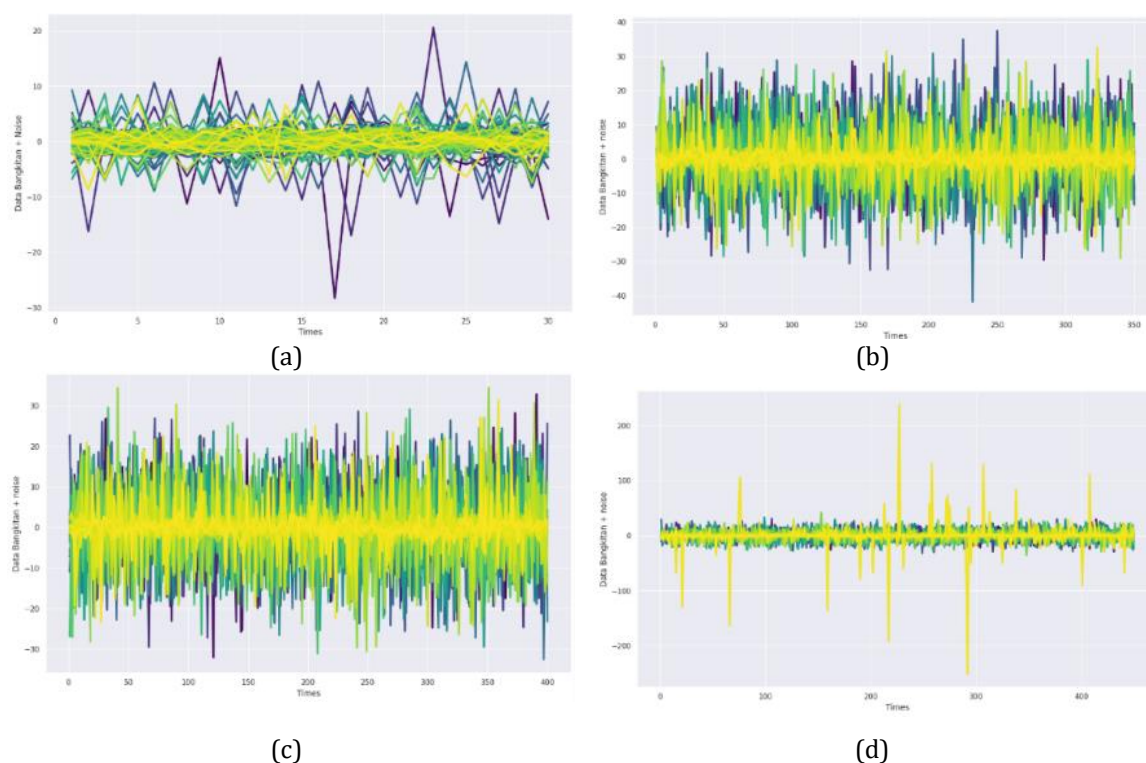 20
10
0
−10
−20
−30
Data Bangkitan + Noise
0 5 10 15 20 25 30
Times
(a)
40
30
20
10
0
−10
−20
−30
−40
Data Bangkitan + noise
0 50 100 150 200 250 300 350
Times
(b)
30
20
10
0
−10
−20
−30
Data Bangkitan + noise
0 50 100 150 200 250 300 350 400
Times
(c)
200
100
0
−100
−200
Data Bangkitan + noise
0 100 200 300 400
Times
(d)